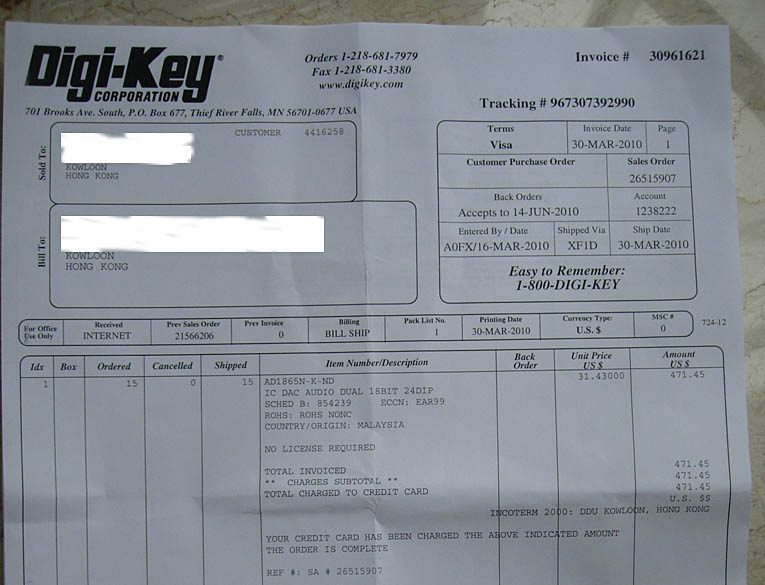 Digi-Key®
CORPORATION
Orders 1-218-681-7979
Fax 1-218-681-3380
www.digikey.com
Invoice # 30961621
Tracking # 967307392990
701 Brooks Ave. South, P.O. Box 677, Thief River Falls, MN 56701-0677 USA
Sold To:
CUSTOMER 4416258
KOWLOON
HONG KONG
Bill To:
KOWLOON
HONG KONG
Terms Invoice Date Page
Visa 30-MAR-2010 1
Customer Purchase Order Sales Order
26515907
Back Orders Account
Accepts to 14-JUN-2010 1238222
Entered By / Date Shipped Via Ship Date
A0FX/16-MAR-2010 XF1D 30-MAR-2010
Easy to Remember:
1-800-DIGI-KEY
For Office Use Only
Received Prev Sales Order Prev Invoice Billing Pack List No. Printing Date Currency Type: MSC #
INTERNET 21566206 0 BILL SHIP 1 30-MAR-2010 U.S. $ 0
724-12
Idx Box Ordered Cancelled Shipped Item Number/Description Back Order Unit Price US $ Amount US $
1 15 0 15 AD1865N-K-ND 31.43000 471.45
IC DAC AUDIO DUAL 18BIT 24DIP
SCHED B: 854239 ECCN: EAR99
ROHS: ROHS NONC
COUNTRY/ORIGIN: MALAYSIA
NO LICENSE REQUIRED
TOTAL INVOICED 471.45
** CHARGES SUBTOTAL ** 471.45
TOTAL CHARGED TO CREDIT CARD 471.45
U.S. $$
INCOTERM 2000: DDU KOWLOON, HONG KONG
YOUR CREDIT CARD HAS BEEN CHARGED THE ABOVE INDICATED AMOUNT
THE ORDER IS COMPLETE
REF #: SA # 26515907